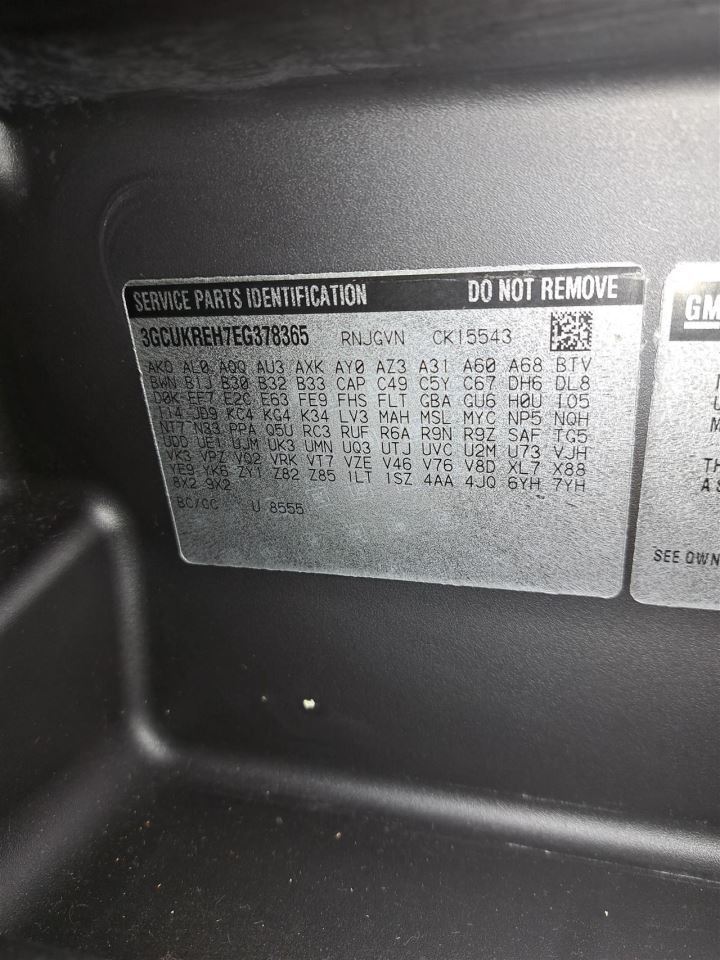 SERVICE PARTS IDENTIFICATION DO NOT REMOVE
3GCUKREH7EG378365 RNJGVN CK15543
AKO AL0 AQQ AU3 AXK AY0 AZ3 A31 A60 A68 BTV
BWN B1J B30 B32 B33 CAP C49 C5Y C67 DH6 DL8
D0K EF7 E2C E63 FE9 FHS FLT GBA GU6 H0U IO5
I14 JD9 KC4 KG4 K34 LV3 MAH MSL MYC NP5 NQH
NT7 N33 PPA Q5U RC3 RUF R6A R9N R9Z SAF TG5
UDD UE1 UJM UK3 UMN UQ3 UTJ UVC U2M U73 VJH
VK3 VPZ VQ2 VRK VT7 VZE V46 V76 V8D XL7 X88
YE9 YK6 ZY1 Z82 Z85 1LT 1SZ 4AA 4JQ 6YH 7YH
8X2 9X2
BC/CC U 8555
GM
TH
A S
SEE OWN